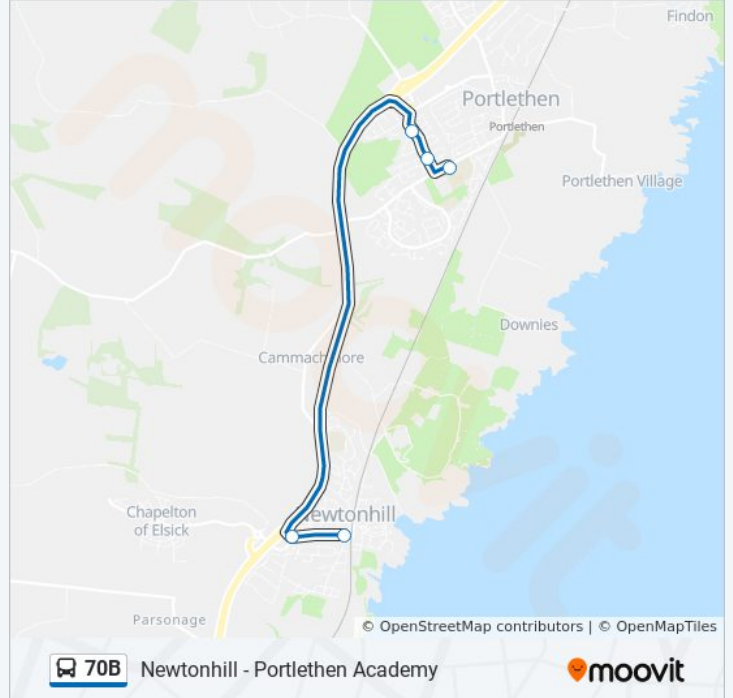 Findon
Portlethen
Portlethen
Portlethen Village
Downies
Cammachmore
Newtonhill
Chapelton
of Elsick
Parsonage
© OpenStreetMap contributors | © OpenMapTiles
70B Newtonhill - Portlethen Academy
moovit